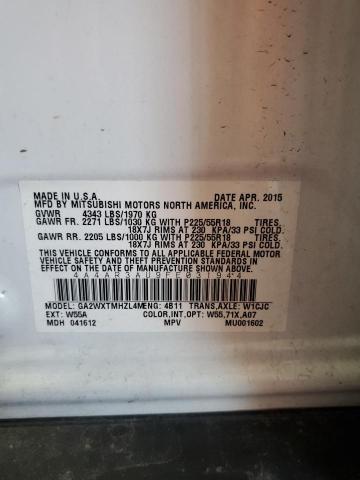 MADE IN U.S.A. DATE APR. 2015
MFD BY MITSUBISHI MOTORS NORTH AMERICA, INC.
GVWR 4343 LBS/1970 KG
GAWR FR. 2271 LBS/1030 KG WITH P225/55R18 TIRES.
18X7J RIMS AT 230 KPA/33 PSI COLD.
GAWR RR. 2205 LBS/1000 KG WITH P225/55R18 TIRES.
18X7J RIMS AT 230 KPA/33 PSI COLD.
THIS VEHICLE CONFORMS TO ALL APPLICABLE FEDERAL MOTOR
VEHICLE SAFETY AND THEFT PREVENTION STANDARDS IN
EFFECT ON THE DATE OF MANUFACTURE SHOWN ABOVE.
4A4AR3AU9FE031944
MODEL: GA2WXTMHZL4M ENG: 4B11 TRANS,AXLE: W1CJC
EXT: W55A COLOR,INT,OPT: W55,71X,A07
MDH 041612 MPV MU001602